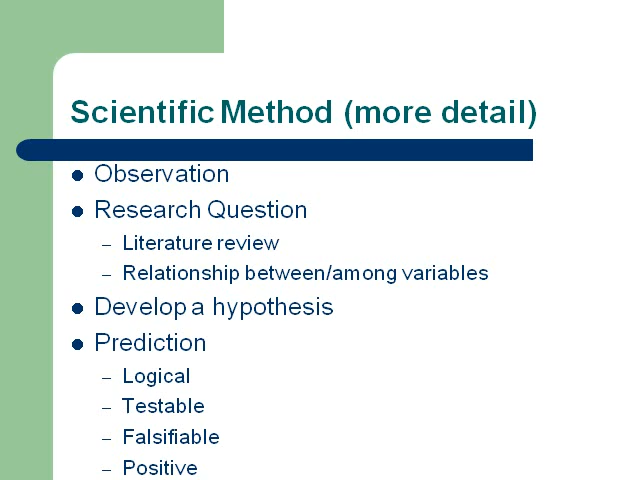 Scientific Method (more detail)
Observation
Research Question
– Literature review
– Relationship between/among variables
Develop a hypothesis
Prediction
– Logical
– Testable
– Falsifiable
– Positive